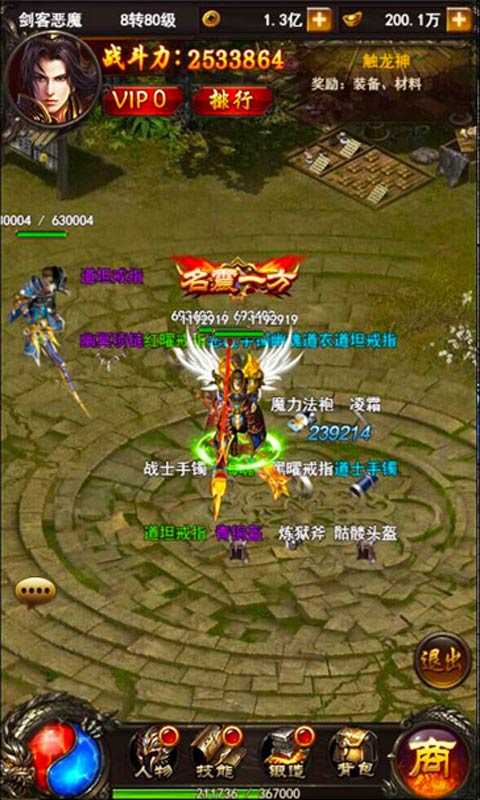 剑客恶魔 8转80级 1.3亿 200.1万
战斗力:2533864
触龙神
奖励：装备、材料
VIP 0 排行
0004 / 630004
道坦戒指
名震一方
693402 693402
1192919 1192919
幽冥项链 红曜戒指 道衣 道坦戒指
魔力法袍 凌霜
239214
战士手镯 黑曜戒指 道士手镯
道坦戒指 青铜盔 炼狱斧 骷髅头盔
退出
人物 技能 锻造 背包 商
211736 / 367000